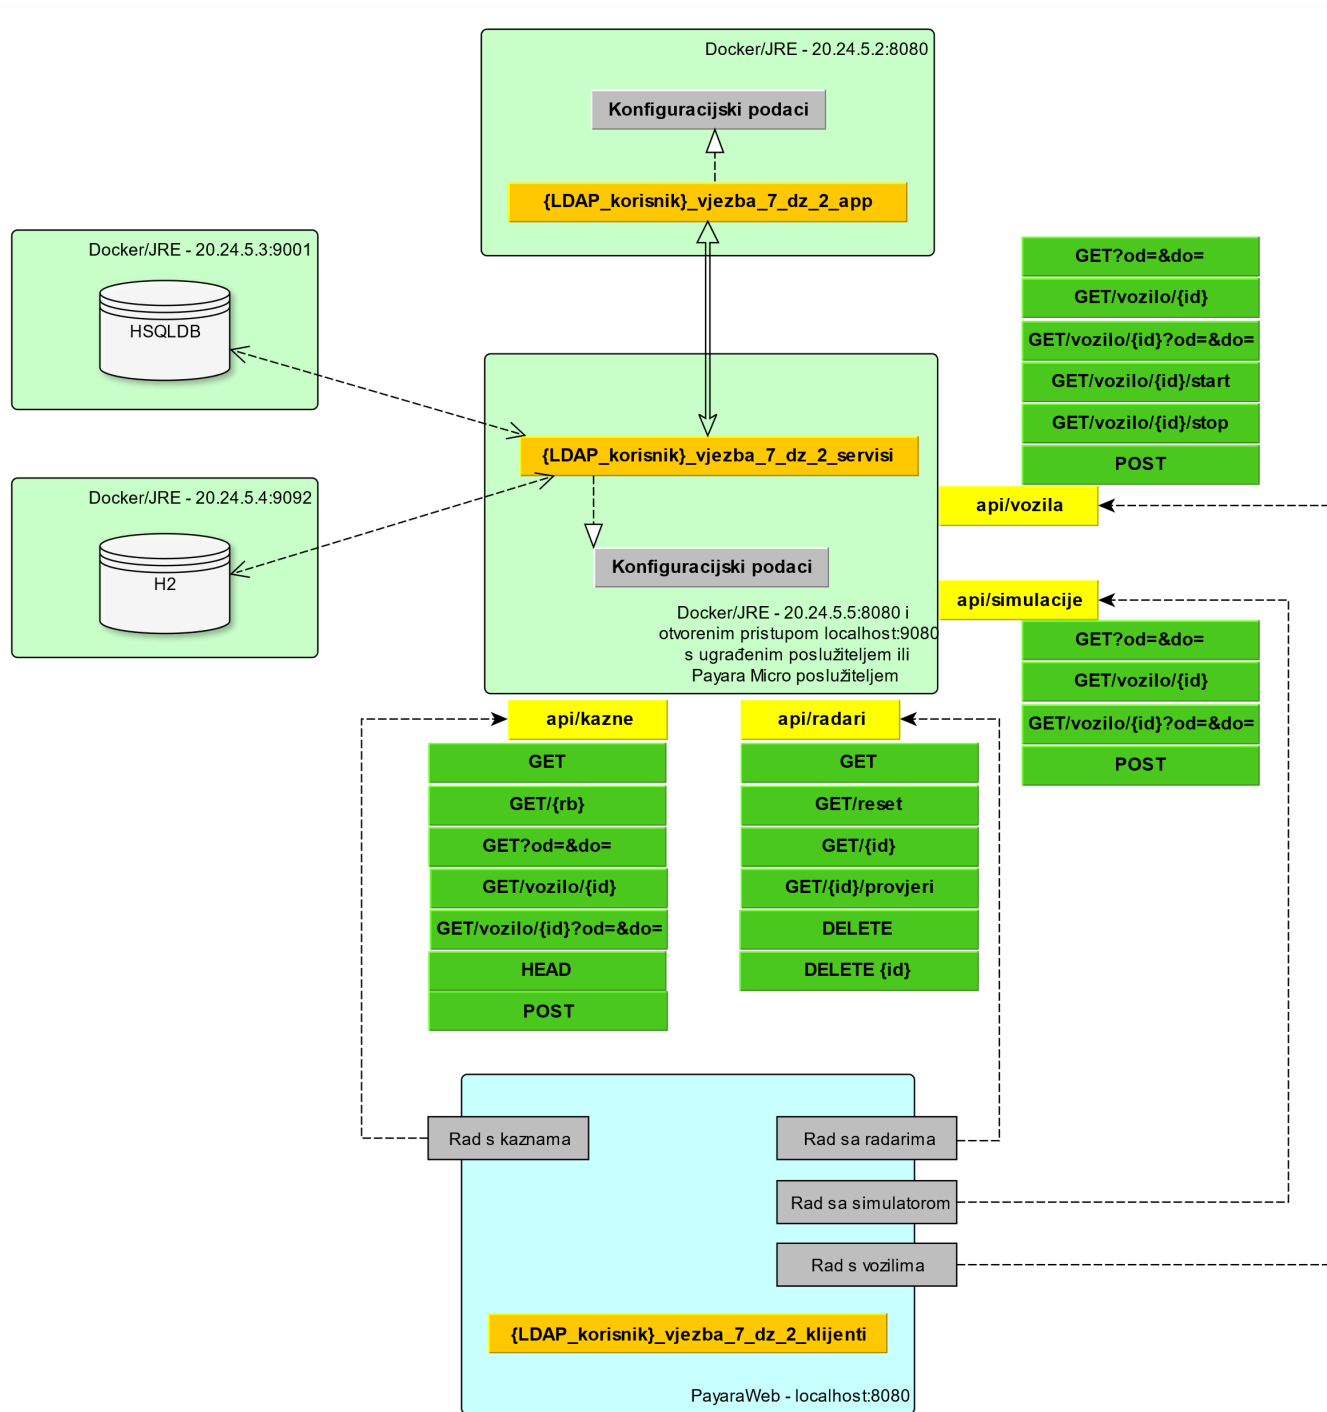 Docker/JRE - 20.24.5.2:8080
Konfiguracijski podaci
{LDAP_korisnik}_vjezba_7_dz_2_app
Docker/JRE - 20.24.5.3:9001
HSQLDB
Docker/JRE - 20.24.5.4:9092
H2
{LDAP_korisnik}_vjezba_7_dz_2_servisi
Konfiguracijski podaci
Docker/JRE - 20.24.5.5:8080 i
otvorenim pristupom localhost:9080
s ugrađenim poslužiteljem ili
Payara Micro poslužiteljem
GET?od=&do=
GET/vozilo/{id}
GET/vozilo/{id}?od=&do=
GET/vozilo/{id}/start
GET/vozilo/{id}/stop
POST
api/vozila
api/simulacije
GET?od=&do=
GET/vozilo/{id}
GET/vozilo/{id}?od=&do=
POST
api/kazne
GET
GET/{rb}
GET?od=&do=
GET/vozilo/{id}
GET/vozilo/{id}?od=&do=
HEAD
POST
api/radari
GET
GET/reset
GET/{id}
GET/{id}/provjeri
DELETE
DELETE {id}
Rad s kaznama
Rad sa radarima
Rad sa simulatorom
Rad s vozilima
{LDAP_korisnik}_vjezba_7_dz_2_klijenti
PayaraWeb - localhost:8080